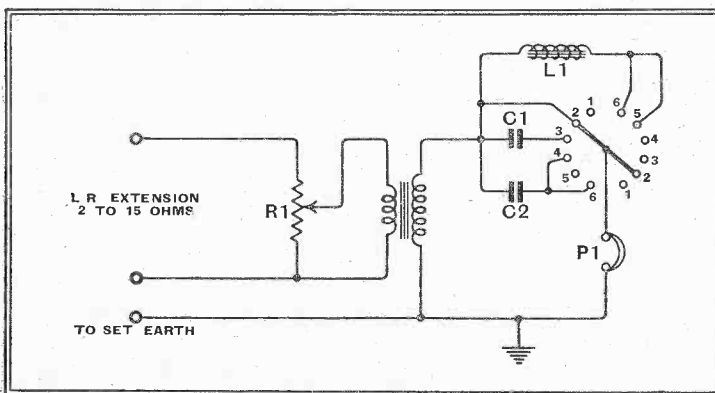 L1
1
6
2
5
C1
3
4
4
3
L R EXTENSION
2 TO 15 OHMS
R1
5
2
C2
6
1
P1
TO SET EARTH